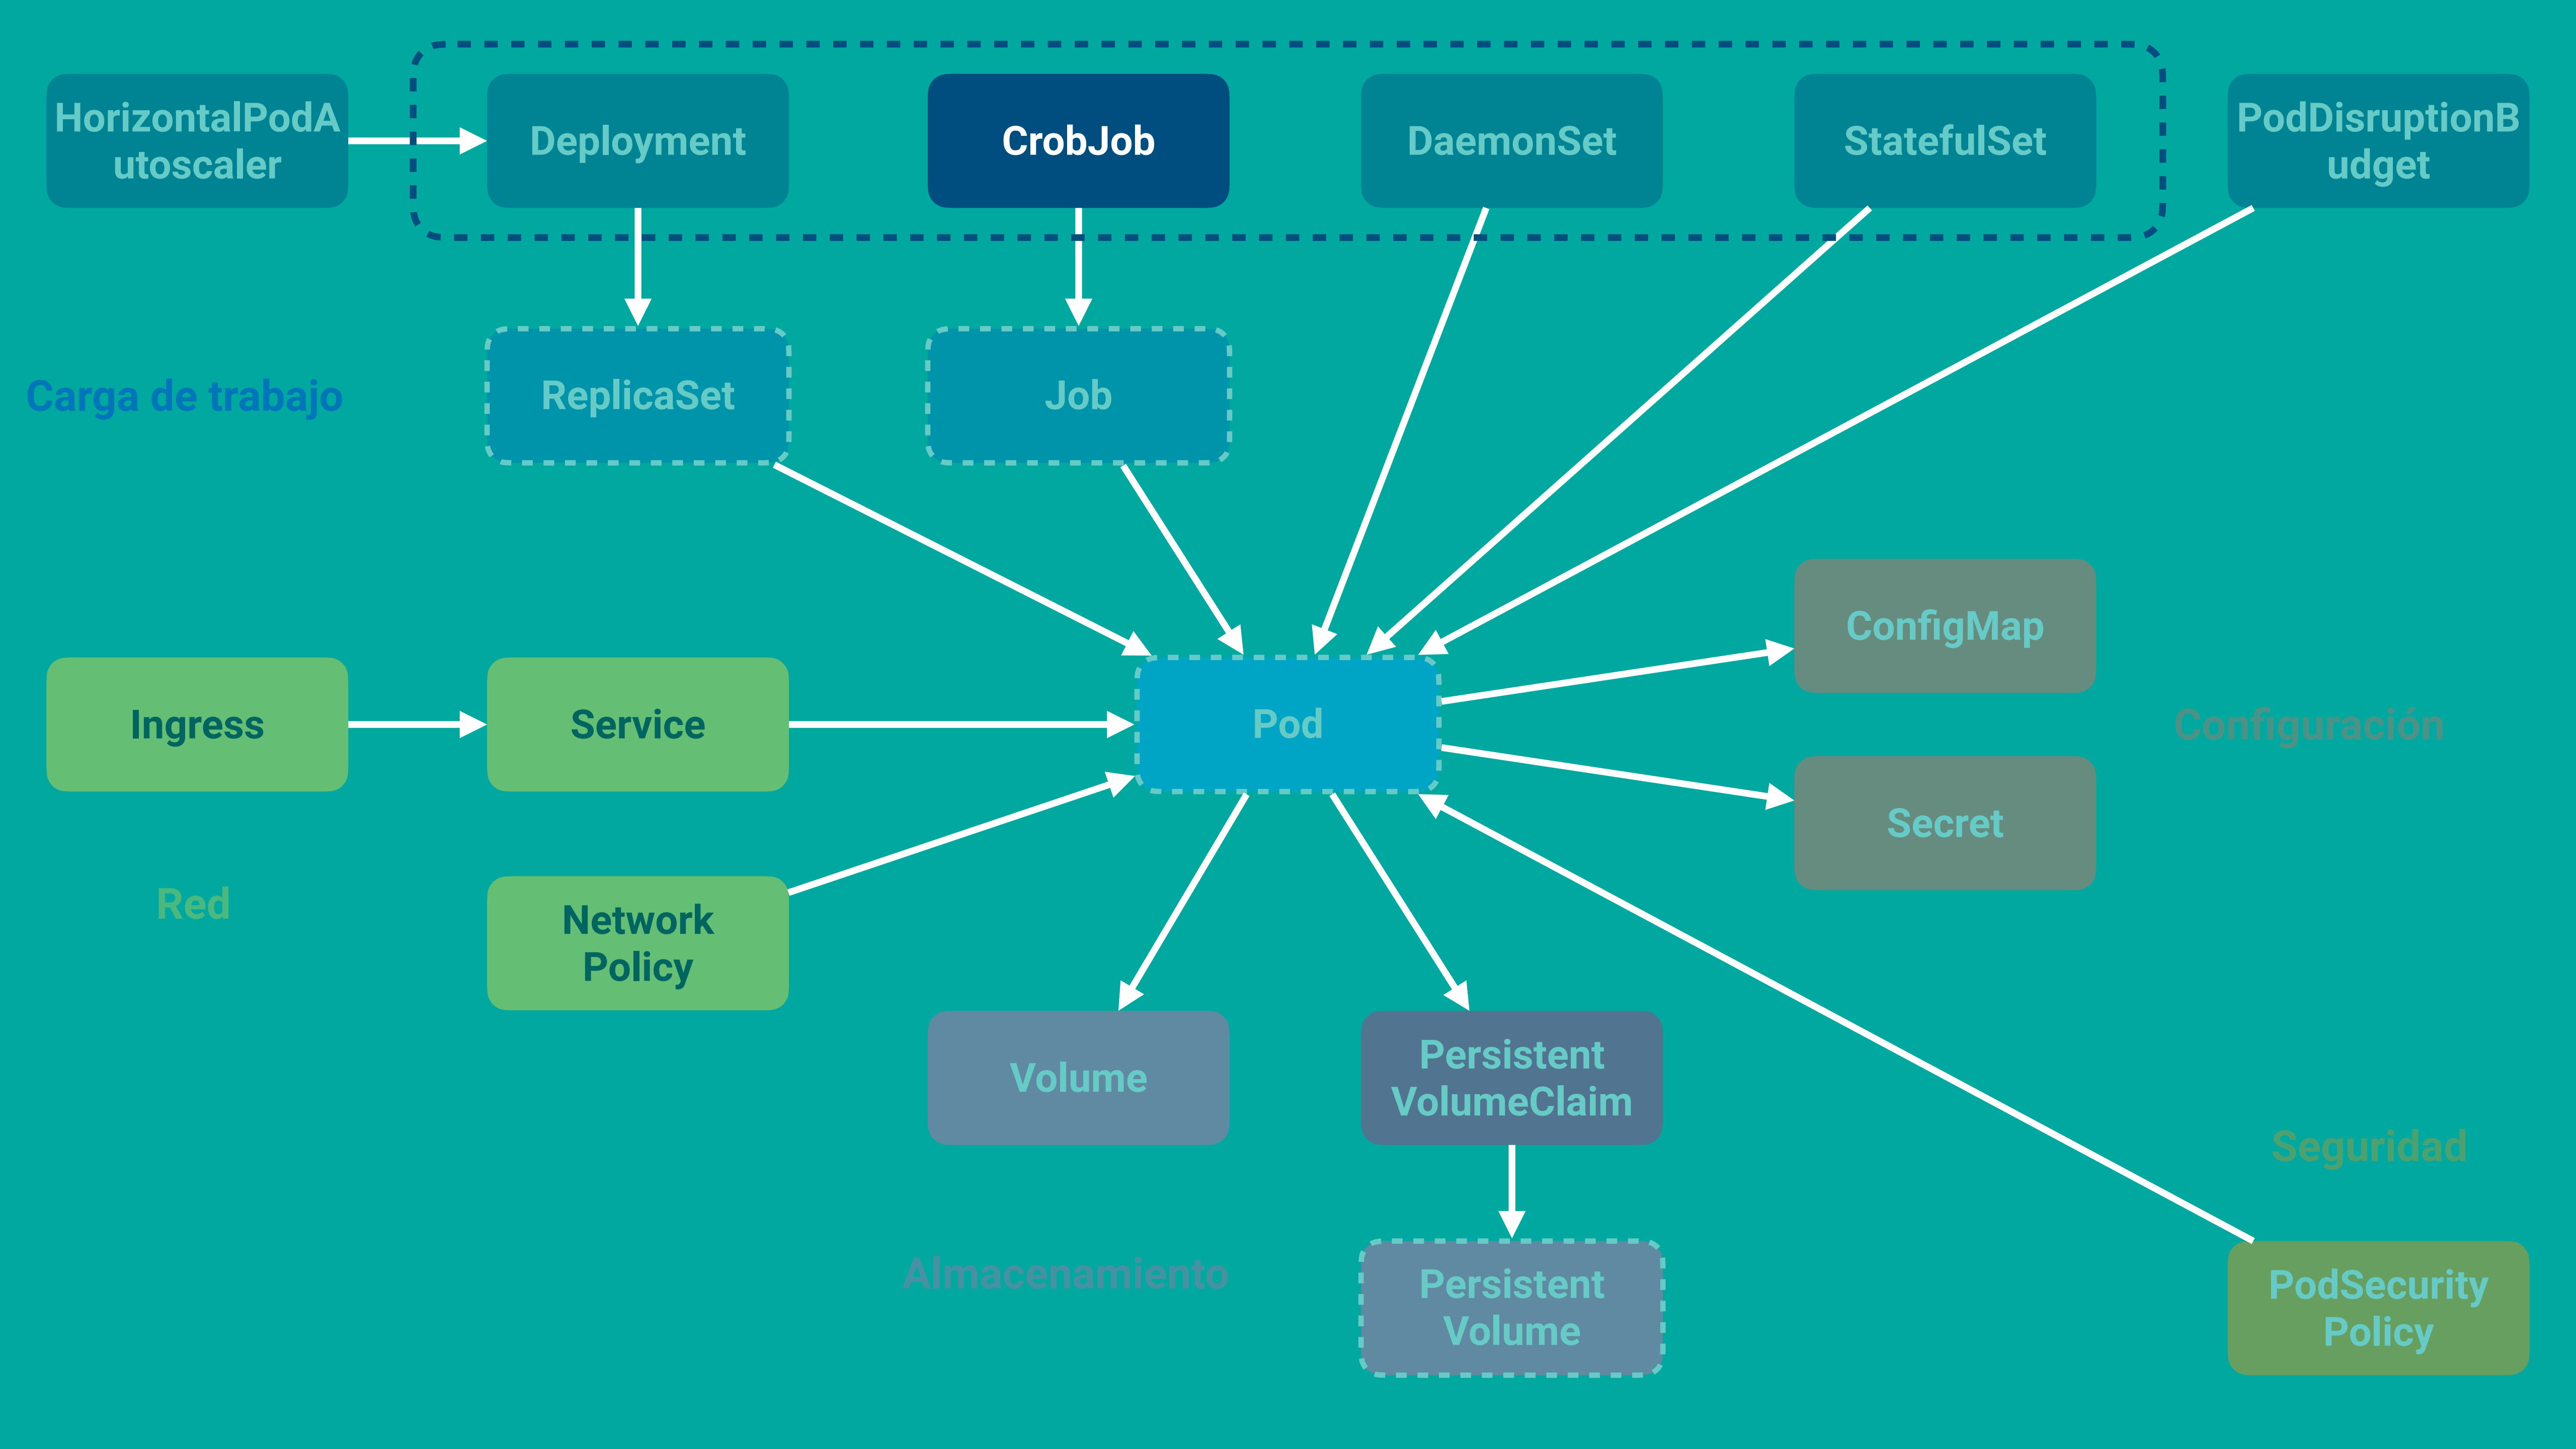 HorizontalPodA
utoscaler
Deployment
CrobJob
DaemonSet
StatefulSet
PodDisruptionB
udget
Carga de trabajo
ReplicaSet
Job
ConfigMap
Ingress
Service
Pod
Configuración
Secret
Red
Network
Policy
Volume
Persistent
VolumeClaim
Seguridad
Almacenamiento
Persistent
Volume
PodSecurity
Policy